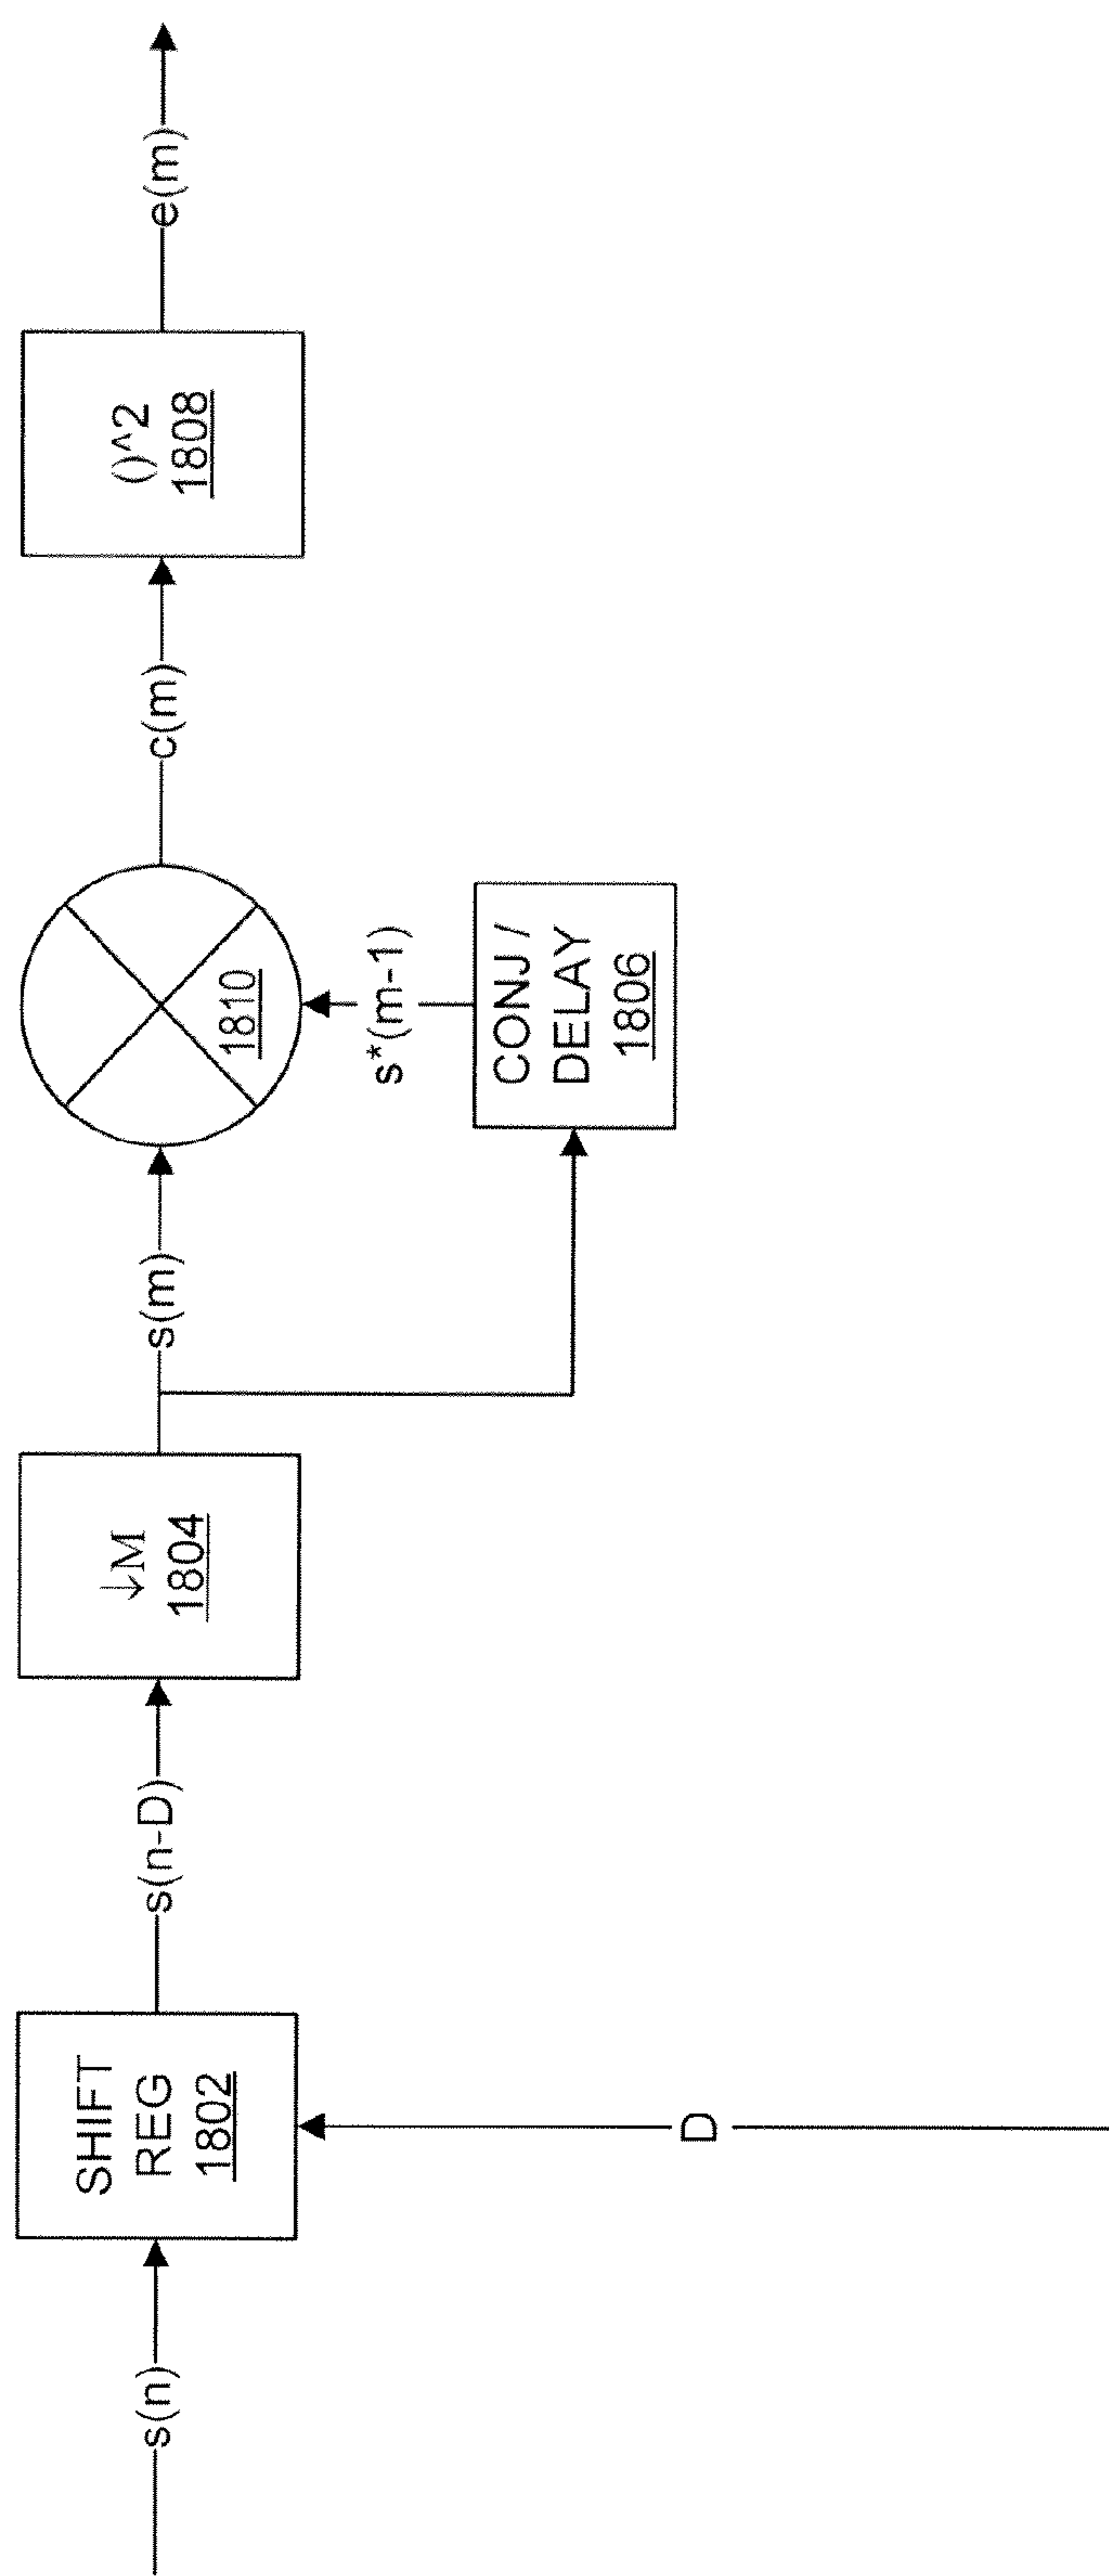 s(n)
SHIFT
REG
1802
D
s(n-D)
↓M
1804
s(m)
CONJ /
DELAY
1806
s*(m-1)
1810
c(m)
()^2
1808
e(m)